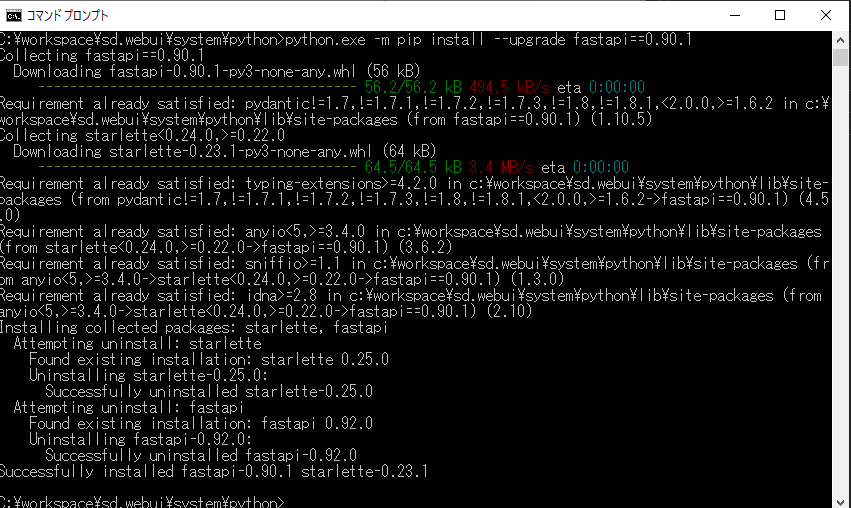 コマンド プロンプト
C:¥workspace¥sd.webui¥system¥python>python.exe -m pip install --upgrade fastapi==0.90.1
Collecting fastapi==0.90.1
  Downloading fastapi-0.90.1-py3-none-any.whl (56 kB)
     ---------------------------------------- 56.2/56.2 kB 494.5 kB/s eta 0:00:00
Requirement already satisfied: pydantic!=1.7,!=1.7.1,!=1.7.2,!=1.7.3,!=1.8,!=1.8.1,<2.0.0,>=1.6.2 in c:¥
workspace¥sd.webui¥system¥python¥lib¥site-packages (from fastapi==0.90.1) (1.10.5)
Collecting starlette<0.24.0,>=0.22.0
  Downloading starlette-0.23.1-py3-none-any.whl (64 kB)
     ---------------------------------------- 64.5/64.5 kB 3.4 MB/s eta 0:00:00
Requirement already satisfied: typing-extensions>=4.2.0 in c:¥workspace¥sd.webui¥system¥python¥lib¥site-
packages (from pydantic!=1.7,!=1.7.1,!=1.7.2,!=1.7.3,!=1.8,!=1.8.1,<2.0.0,>=1.6.2->fastapi==0.90.1) (4.5
.0)
Requirement already satisfied: anyio<5,>=3.4.0 in c:¥workspace¥sd.webui¥system¥python¥lib¥site-packages
(from starlette<0.24.0,>=0.22.0->fastapi==0.90.1) (3.6.2)
Requirement already satisfied: sniffio>=1.1 in c:¥workspace¥sd.webui¥system¥python¥lib¥site-packages (fr
om anyio<5,>=3.4.0->starlette<0.24.0,>=0.22.0->fastapi==0.90.1) (1.3.0)
Requirement already satisfied: idna>=2.8 in c:¥workspace¥sd.webui¥system¥python¥lib¥site-packages (from
anyio<5,>=3.4.0->starlette<0.24.0,>=0.22.0->fastapi==0.90.1) (2.10)
Installing collected packages: starlette, fastapi
  Attempting uninstall: starlette
    Found existing installation: starlette 0.25.0
    Uninstalling starlette-0.25.0:
      Successfully uninstalled starlette-0.25.0
  Attempting uninstall: fastapi
    Found existing installation: fastapi 0.92.0
    Uninstalling fastapi-0.92.0:
      Successfully uninstalled fastapi-0.92.0
Successfully installed fastapi-0.90.1 starlette-0.23.1
C:¥workspace¥sd.webui¥system¥python>